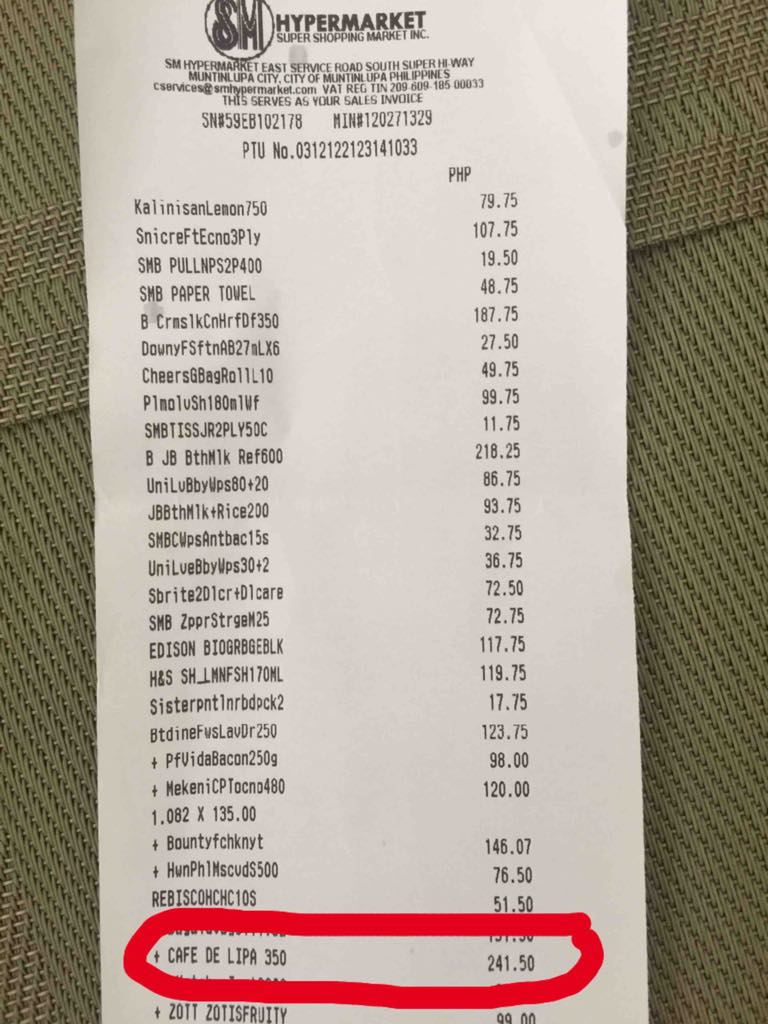 SM HYPERMARKET
SUPER SHOPPING MARKET INC.
SM HYPERMARKET EAST SERVICE ROAD SOUTH SUPER HI-WAY
MUNTINLUPA CITY, CITY OF MUNTINLUPA PHILIPPINES
cservices@smhypermarket.com VAT REG TIN 209-609-185 00033
THIS SERVES AS YOUR SALES INVOICE
SN#59EB102178 MIN#120271329
PTU No.0312122123141033
PHP
KalinisanLemon750 79.75
SnicreFtEcno3Ply 107.75
SMB PULLNPS2P400 19.50
SMB PAPER TOWEL 48.75
B CrmslkCnHrfDf350 187.75
DownyFSftnAB27mLX6 27.50
CheersGBagRollL10 49.75
PlmolvSh180mlWf 99.75
SMBTISSJR2PLY50C 11.75
B JB BthMlk Ref600 218.25
UniLvBbyWps80+20 86.75
JBBthMlk+Rice200 93.75
SMBCWpsAntbac15s 32.75
UniLveBbyWps30+2 36.75
Sbrite2Dlcr+Dlcare 72.50
SMB ZpprStrgeM25 72.75
EDISON BIOGRBGEBLK 117.75
H&S SH_LMNFSH170ML 119.75
Sisterpntlnrbdpck2 17.75
BtdineFwsLavDr250 123.75
+ PfVidaBacon250g 98.00
+ MekeniCPTocno480 120.00
1.082 X 135.00
+ Bountyfchknyt 146.07
+ HwnPhlMscvdS500 76.50
REBISCOHCHC10S 51.50
+ CAFE DE LIPA 350 241.50
+ ZOTT ZOTISFRUITY 99.00